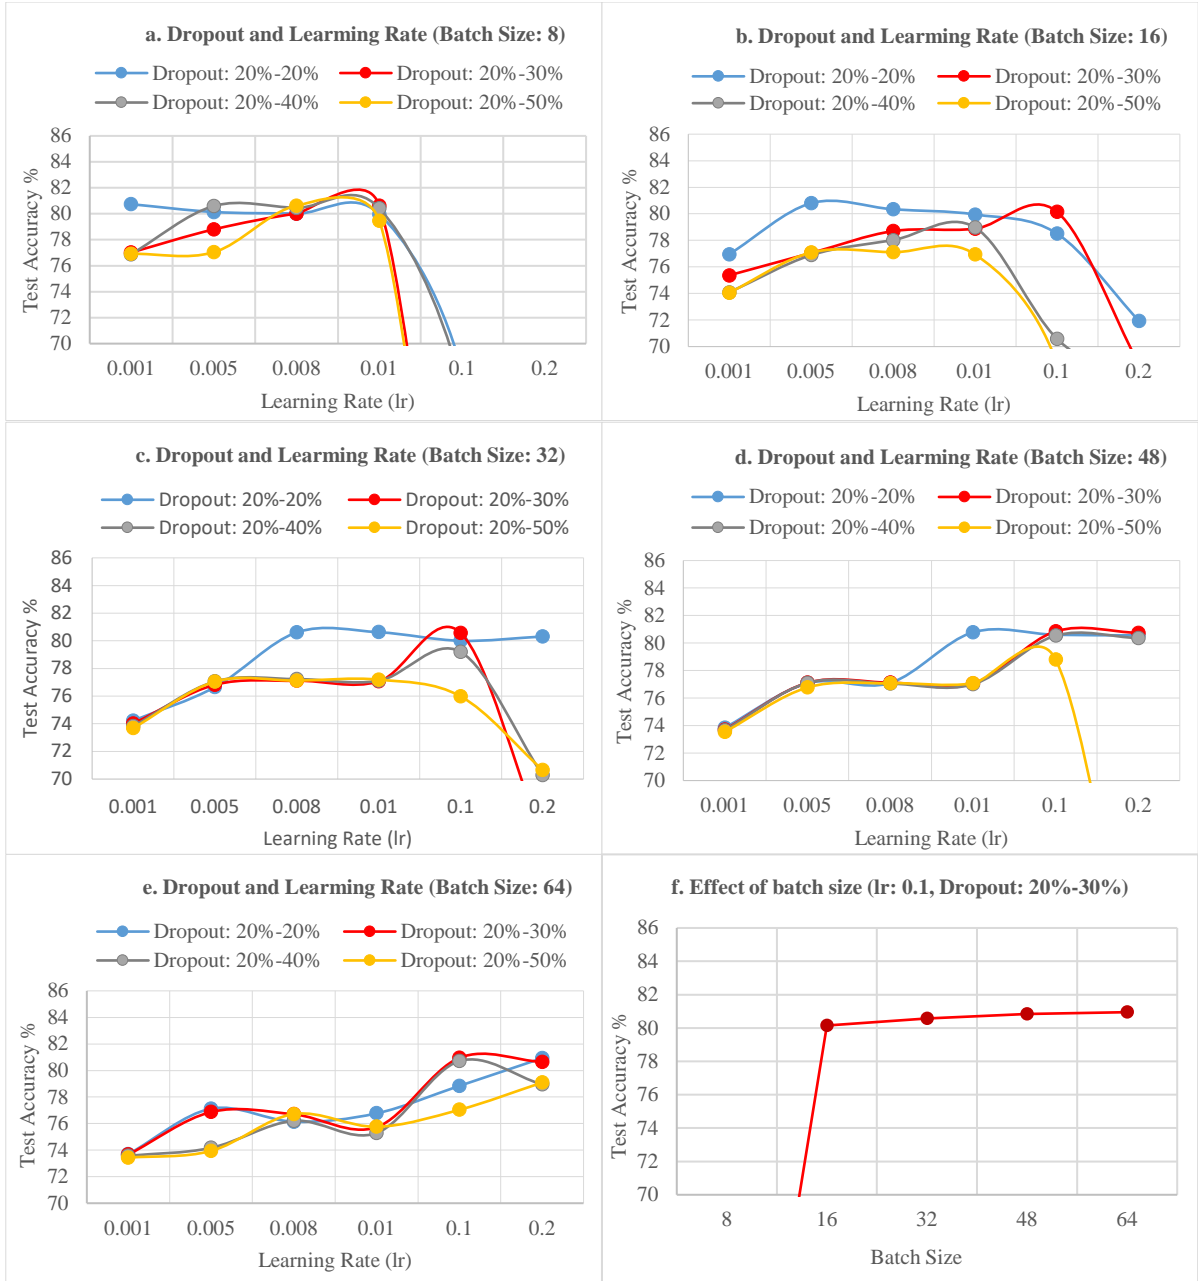 a. Dropout and Learming Rate (Batch Size: 8)
Dropout: 20%-20% Dropout: 20%-30%
Dropout: 20%-40% Dropout: 20%-50%
86
84
82
80
78
76
74
72
70
Test Accuracy %
0.001 0.005 0.008 0.01 0.1 0.2
Learning Rate (lr)
b. Dropout and Learming Rate (Batch Size: 16)
Dropout: 20%-20% Dropout: 20%-30%
Dropout: 20%-40% Dropout: 20%-50%
86
84
82
80
78
76
74
72
70
Test Accuracy %
0.001 0.005 0.008 0.01 0.1 0.2
Learning Rate (lr)
c. Dropout and Learming Rate (Batch Size: 32)
Dropout: 20%-20% Dropout: 20%-30%
Dropout: 20%-40% Dropout: 20%-50%
86
84
82
80
78
76
74
72
70
Test Accuracy %
0.001 0.005 0.008 0.01 0.1 0.2
Learning Rate (lr)
d. Dropout and Learming Rate (Batch Size: 48)
Dropout: 20%-20% Dropout: 20%-30%
Dropout: 20%-40% Dropout: 20%-50%
86
84
82
80
78
76
74
72
70
Test Accuracy %
0.001 0.005 0.008 0.01 0.1 0.2
Learning Rate (lr)
e. Dropout and Learming Rate (Batch Size: 64)
Dropout: 20%-20% Dropout: 20%-30%
Dropout: 20%-40% Dropout: 20%-50%
86
84
82
80
78
76
74
72
70
Test Accuracy %
0.001 0.005 0.008 0.01 0.1 0.2
Learning Rate (lr)
f. Effect of batch size (lr: 0.1, Dropout: 20%-30%)
86
84
82
80
78
76
74
72
70
Test Accuracy %
8 16 32 48 64
Batch Size